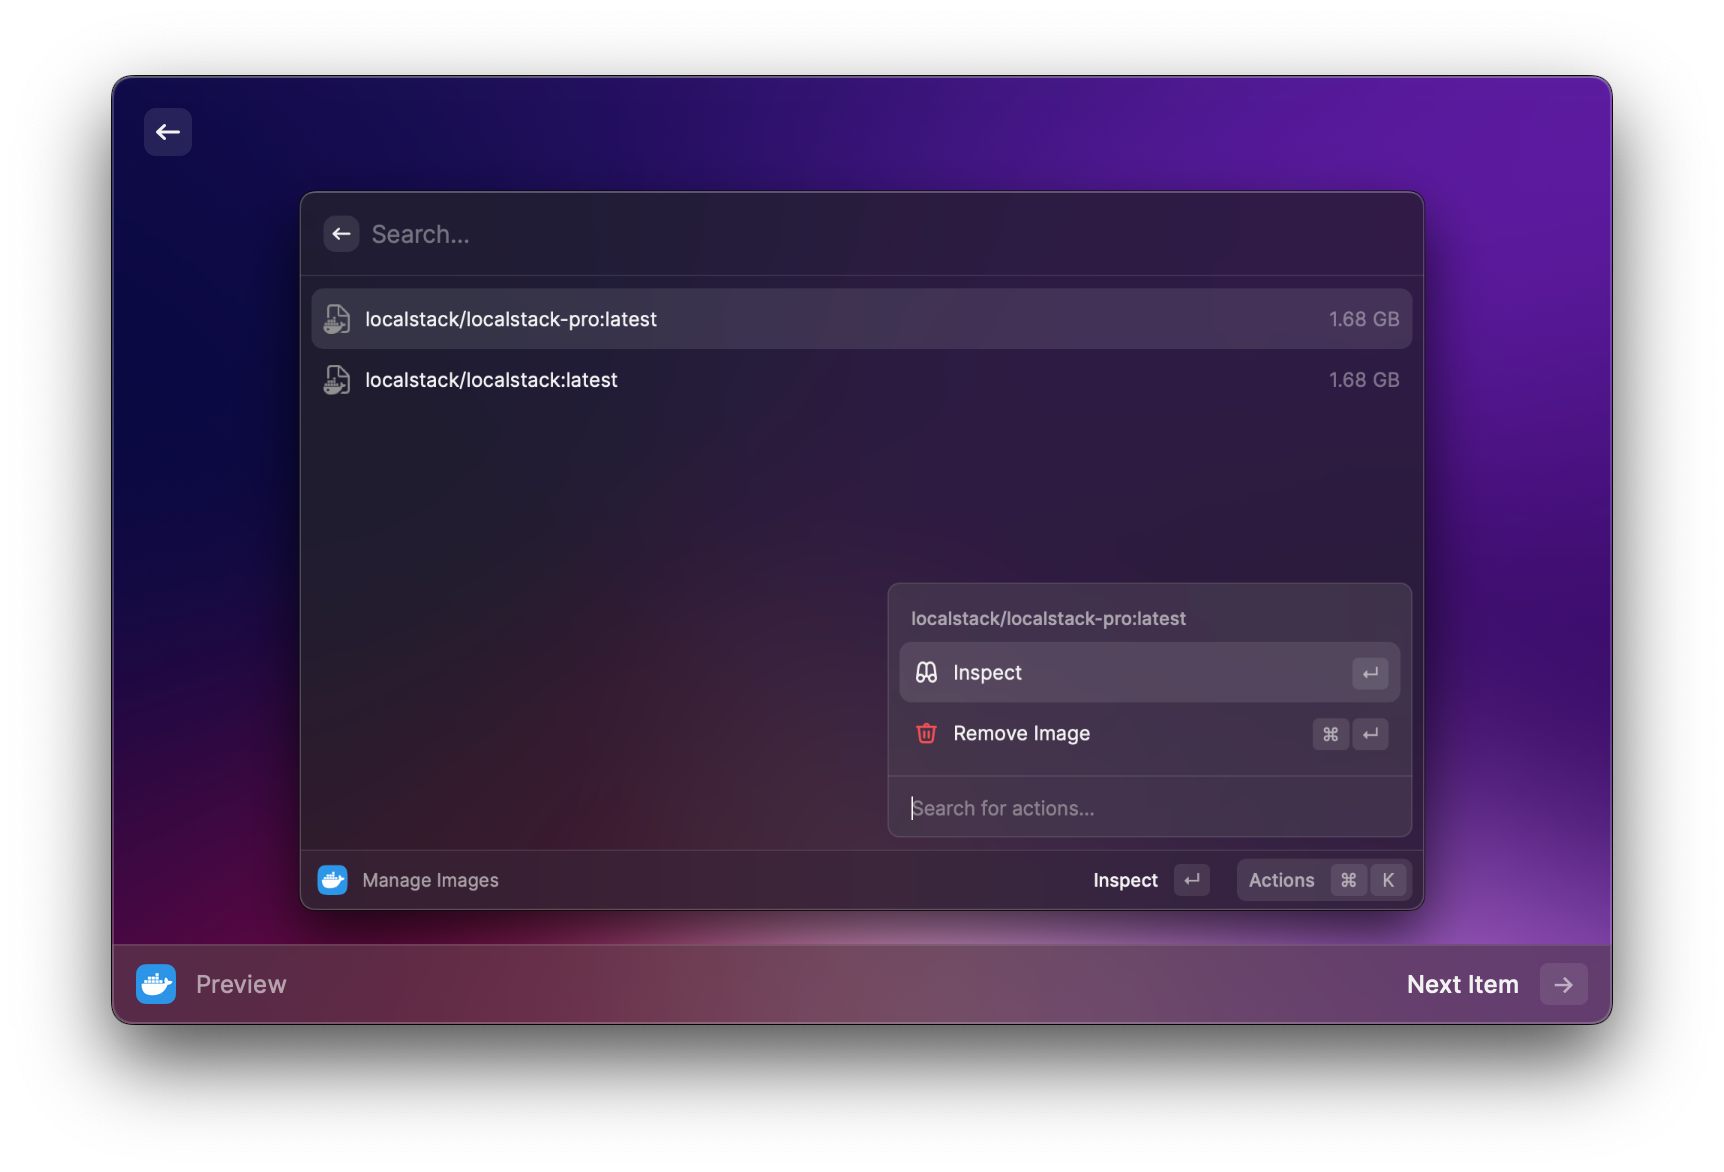 Search...
localstack/localstack-pro:latest 1.68 GB
localstack/localstack:latest 1.68 GB
localstack/localstack-pro:latest
Inspect ↵
Remove Image ⌘ ↵
Search for actions...
Manage Images Inspect ↵ Actions ⌘ K
Preview Next Item →